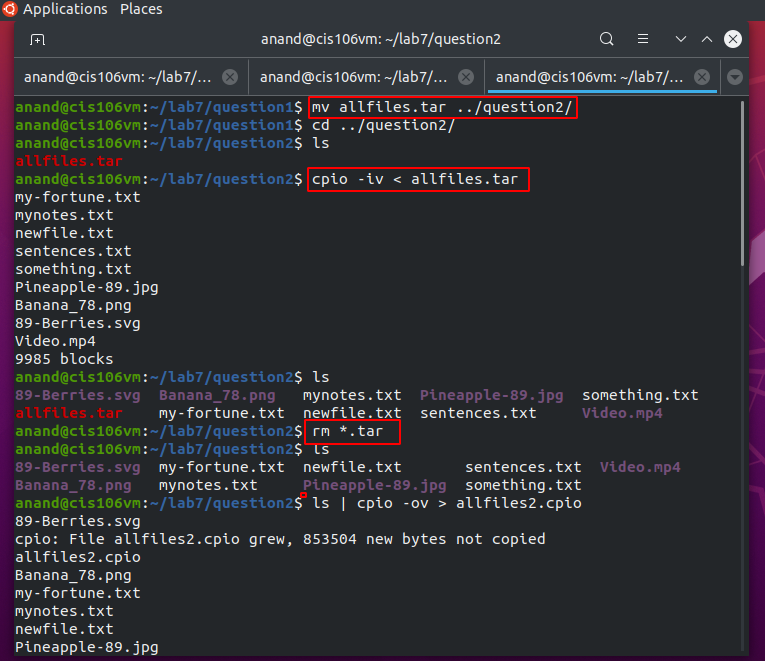 Applications Places
anand@cis106vm: ~/lab7/question2
anand@cis106vm: ~/lab7/... anand@cis106vm: ~/lab7/... anand@cis106vm: ~/lab7/...
anand@cis106vm:~/lab7/question1$ mv allfiles.tar ../question2/
anand@cis106vm:~/lab7/question1$ cd ../question2/
anand@cis106vm:~/lab7/question2$ ls
allfiles.tar
anand@cis106vm:~/lab7/question2$ cpio -iv < allfiles.tar
my-fortune.txt
mynotes.txt
newfile.txt
sentences.txt
something.txt
Pineapple-89.jpg
Banana_78.png
89-Berries.svg
Video.mp4
9985 blocks
anand@cis106vm:~/lab7/question2$ ls
89-Berries.svg Banana_78.png mynotes.txt Pineapple-89.jpg something.txt
allfiles.tar my-fortune.txt newfile.txt sentences.txt Video.mp4
anand@cis106vm:~/lab7/question2$ rm *.tar
anand@cis106vm:~/lab7/question2$ ls
89-Berries.svg my-fortune.txt newfile.txt sentences.txt Video.mp4
Banana_78.png mynotes.txt Pineapple-89.jpg something.txt
anand@cis106vm:~/lab7/question2$ ls | cpio -ov > allfiles2.cpio
89-Berries.svg
cpio: File allfiles2.cpio grew, 853504 new bytes not copied
allfiles2.cpio
Banana_78.png
my-fortune.txt
mynotes.txt
newfile.txt
Pineapple-89.jpg